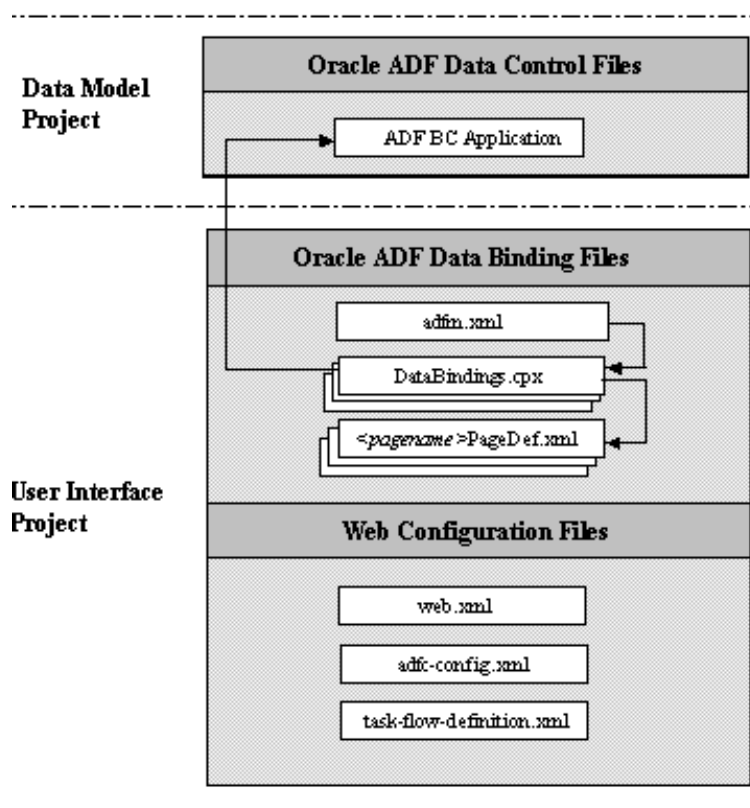 Oracle ADF Data Control Files
Data Model
Project
ADF BC Application
Oracle ADF Data Binding Files
adfm.xml
DataBindings.cpx
<pagename>PageDef.xml
User Interface
Project
Web Configuration Files
web.xml
adfc-config.xml
task-flow-definition.xml